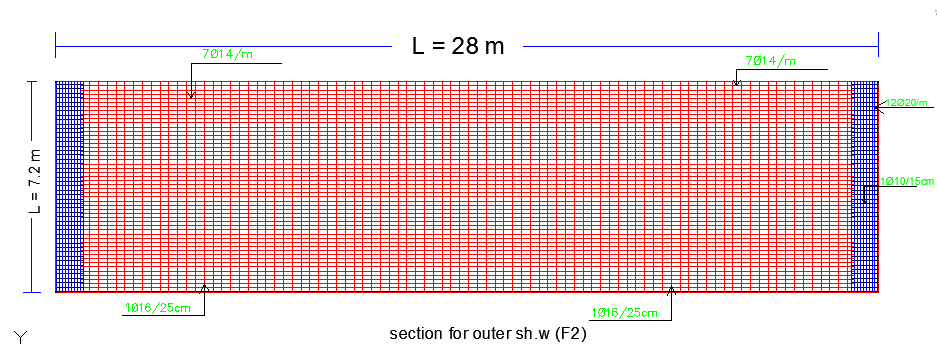 L = 28 m
7Ø14/m
7Ø14/m
12Ø20/m
L = 7.2 m
1Ø10/15cm
1Ø16/25cm
1Ø16/25cm
section for outer sh.w (F2)
Y